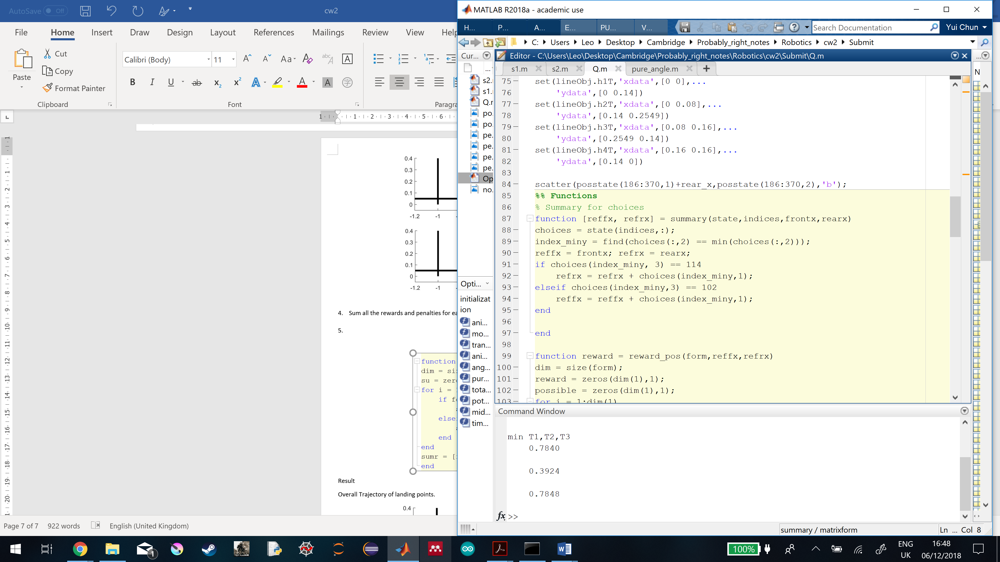 AutoSave Off
cw2
File Home Insert Draw Design Layout References Mailings Review View Help
Paste
Cut
Copy
Format Painter
Clipboard
Calibri (Body) 11
Font
Paragra
1 1 2 3 4 5 6
0.4
0.3
0.2
0.1
0
-1.2 -1
0.4
0.3
0.2
0.1
0
-1.2 -1
4. Sum all the rewards and penalties for ea
5.
function
dim = si
su = zer
for i =
if fo
else
end
end
sumr = [
end
Result
Overall Trajectory of landing points.
0.4
Page 7 of 7 922 words English (United Kingdom)
MATLAB R2018a - academic use
H... P... A... E... PU... V...
Search Documentation
Yui Chun
C: Users Leo Desktop Cambridge Probably_right_notes Robotics cw2 Submit
Cur...
Editor - C:\Users\Leo\Desktop\Cambridge\Probably_right_notes\Robotics\cw2\Submit\Q.m
s1.m s2.m Q.m pure_angle.m +
75 set(lineObj.h1T,'xdata',[0 0],...
76 'ydata',[0 0.14])
77 set(lineObj.h2T,'xdata',[0 0.08],...
78 'ydata',[0.14 0.2549])
79 set(lineObj.h3T,'xdata',[0.08 0.16],...
80 'ydata',[0.2549 0.14])
81 set(lineObj.h4T,'xdata',[0.16 0.16],...
82 'ydata',[0.14 0])
83
84 scatter(posstate(186:370,1)+rear_x,posstate(186:370,2),'b');
85 %% Functions
86 % Summary for choices
87 function [reffx, refrx] = summary(state,indices,frontx,rearx)
88 choices = state(indices,:);
89 index_miny = find(choices(:,2) == min(choices(:,2)));
90 reffx = frontx; refrx = rearx;
91 if choices(index_miny, 3) == 114
92 refrx = refrx + choices(index_miny,1);
93 elseif choices(index_miny,3) == 102
94 reffx = reffx + choices(index_miny,1);
95 end
96
97 end
98
99 function reward = reward_pos(form,reffx,refrx)
100 dim = size(form);
101 reward = zeros(dim(1),1);
102 possible = zeros(dim(1),1);
103 for i = 1:dim(1)
s2.
s1.
Q.
po.
po.
pe.
pe.
pe.
pe.
Op
no.
Opti...
initializat
ion
ani...
mo...
tran...
ani...
ang...
pur...
tota...
pot...
mid...
tim...
N
Command Window
min T1,T2,T3
0.7840
0.3924
0.7848
fx >>
summary / matrixform
Ln ... Col 8
1
100%
ENG
UK
16:48
06/12/2018